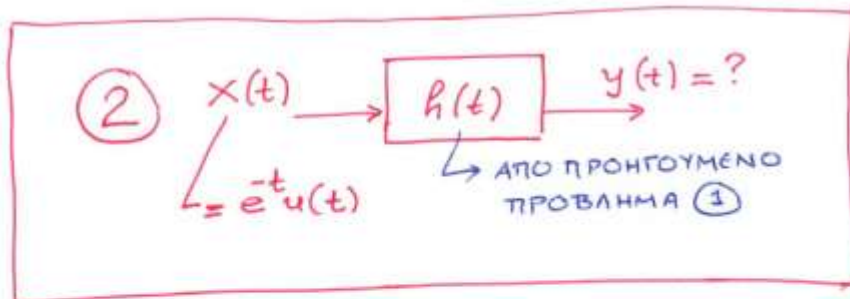 ②
x(t) → h(t) → y(t) = ?
= e^{-t}u(t)
ΑΠΟ ΠΡΟΗΓΟΥΜΕΝΟ
ΠΡΟΒΛΗΜΑ ①